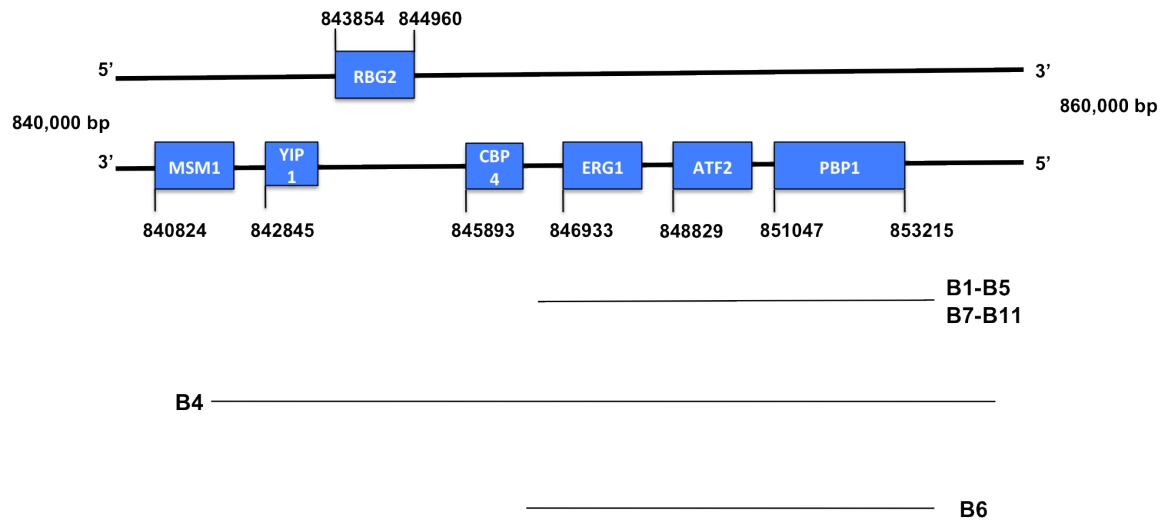 843854 844960
5’ RBG2 3’
840,000 bp 860,000 bp
3’ MSM1 YIP CBP ERG1 ATF2 PBP1 5’
1 4
840824 842845 845893 846933 848829 851047 853215
B1-B5
B7-B11
B4
B6